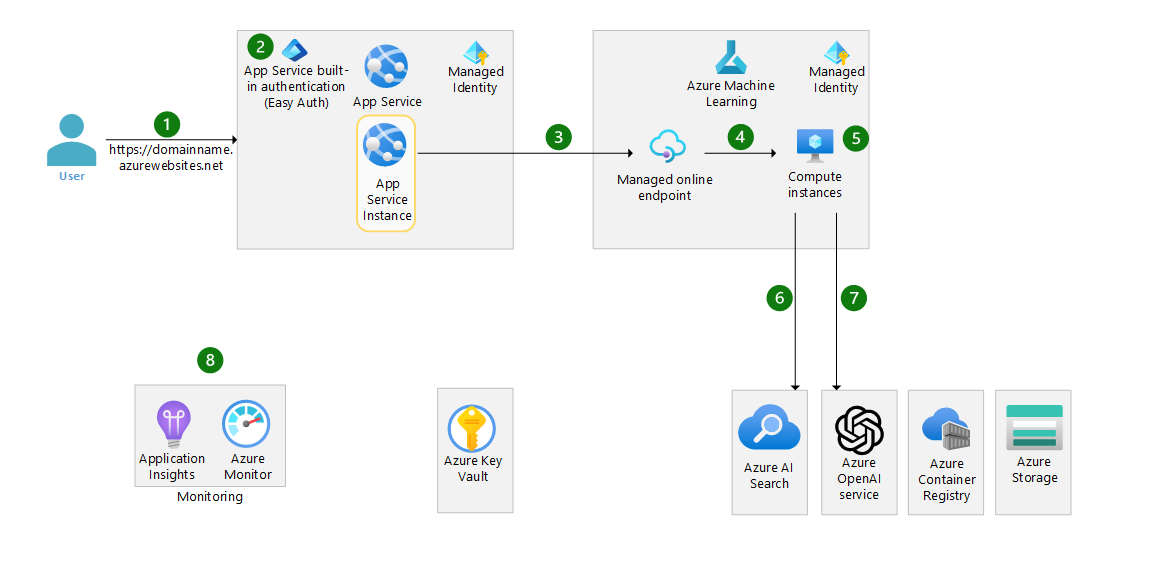 1
https://domainname.
azurewebsites.net
User
2
App Service built-
in authentication
(Easy Auth)
App Service
Managed
Identity
App
Service
Instance
3
Azure Machine
Learning
Managed
Identity
Managed online
endpoint
4
5
Compute
instances
6
7
8
Application
Insights
Azure
Monitor
Monitoring
Azure Key
Vault
Azure AI
Search
Azure
OpenAI
service
Azure
Container
Registry
Azure
Storage